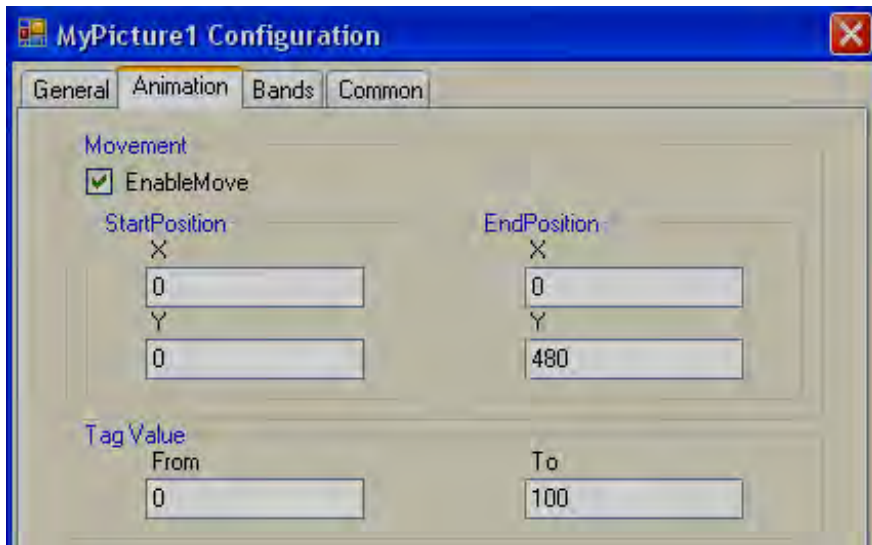 MyPicture1 Configuration
General Animation Bands Common
Movement
EnableMove
StartPosition EndPosition
X X
0 0
Y Y
0 480
Tag Value
From To
0 100